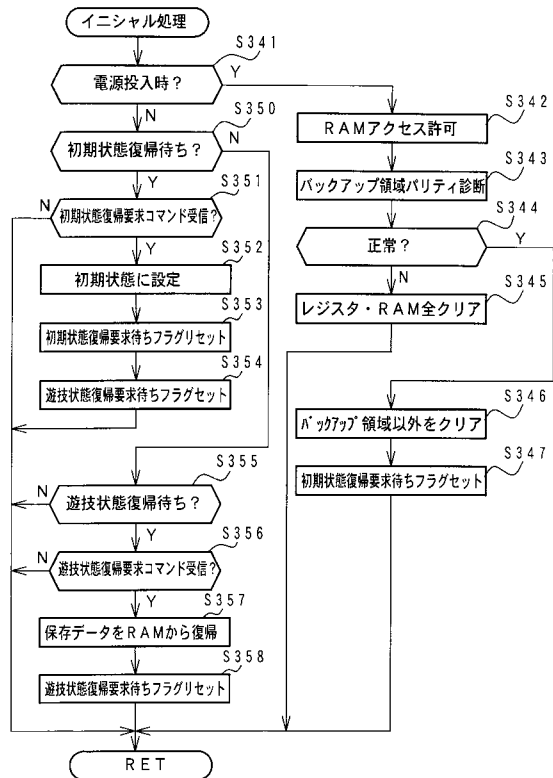 イニシャル処理
S341
電源投入時?
Y
N
S350
初期状態復帰待ち?
N
Y
S351
初期状態復帰要求コマンド受信?
N
Y
S352
初期状態に設定
S353
初期状態復帰要求待ちフラグリセット
S354
遊技状態復帰要求待ちフラグセット
S355
遊技状態復帰待ち?
N
Y
S356
遊技状態復帰要求コマンド受信?
N
Y
S357
保存データをRAMから復帰
S358
遊技状態復帰要求待ちフラグリセット
RET
S342
RAMアクセス許可
S343
バックアップ領域パリティ診断
S344
正常?
Y
N
S345
レジスタ・RAM全クリア
S346
バックアップ領域以外をクリア
S347
初期状態復帰要求待ちフラグセット